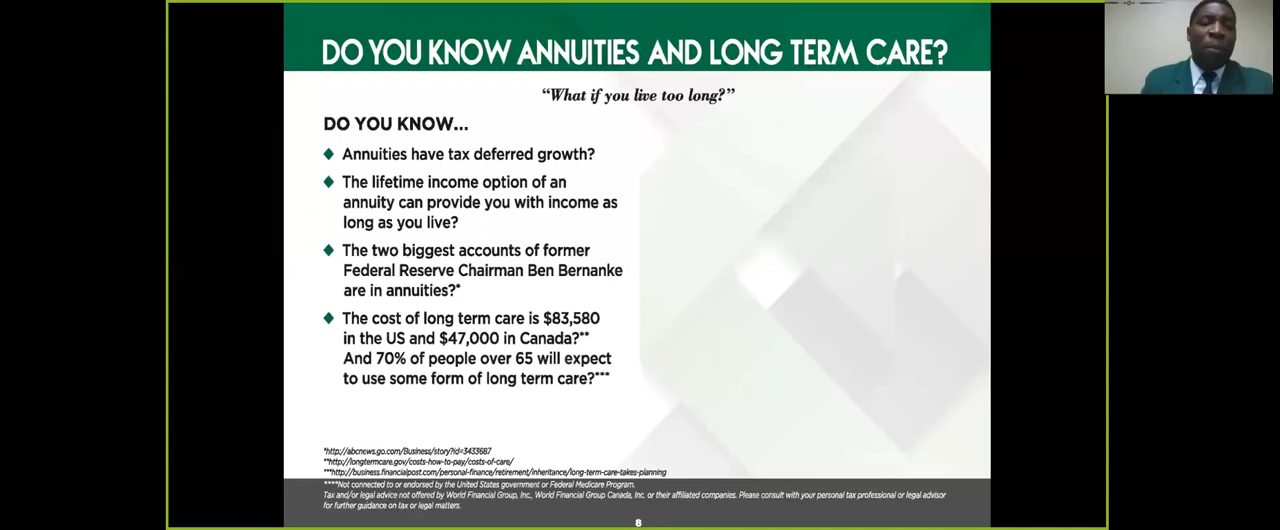 DO YOU KNOW ANNUITIES AND LONG TERM CARE?
“What if you live too long?”
DO YOU KNOW...
Annuities have tax deferred growth?
The lifetime income option of an
annuity can provide you with income as
long as you live?
The two biggest accounts of former
Federal Reserve Chairman Ben Bernanke
are in annuities?*
The cost of long term care is $83,580
in the US and $47,000 in Canada?**
And 70% of people over 65 will expect
to use some form of long term care?***
*http://abcnews.go.com/Business/story?id=3433687
**http://longtermcare.gov/costs-how-to-pay/costs-of-care/
***http://business.financialpost.com/personal-finance/retirement/inheritance/long-term-care-takes-planning
****Not connected to or endorsed by the United States government or Federal Medicare Program.
Tax and/or legal advice not offered by World Financial Group, Inc., World Financial Group Canada, Inc. or their affiliated companies. Please consult with your personal tax professional or legal advisor
for further guidance on tax or legal matters.
8